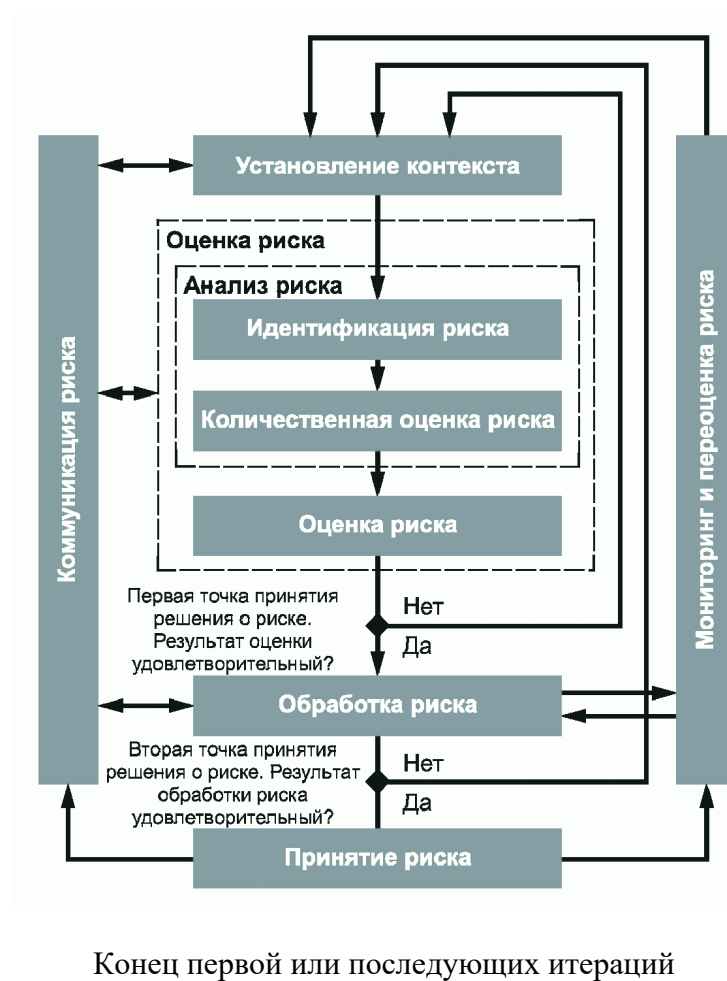 Установление контекста
Оценка риска
Анализ риска
Идентификация риска
Количественная оценка риска
Оценка риска
Коммуникация риска
Мониторинг и переоценка риска
Первая точка принятия
решения о риске.
Результат оценки
удовлетворительный?
Нет
Да
Обработка риска
Вторая точка принятия
решения о риске. Результат
обработки риска
удовлетворительный?
Нет
Да
Принятие риска
Конец первой или последующих итераций